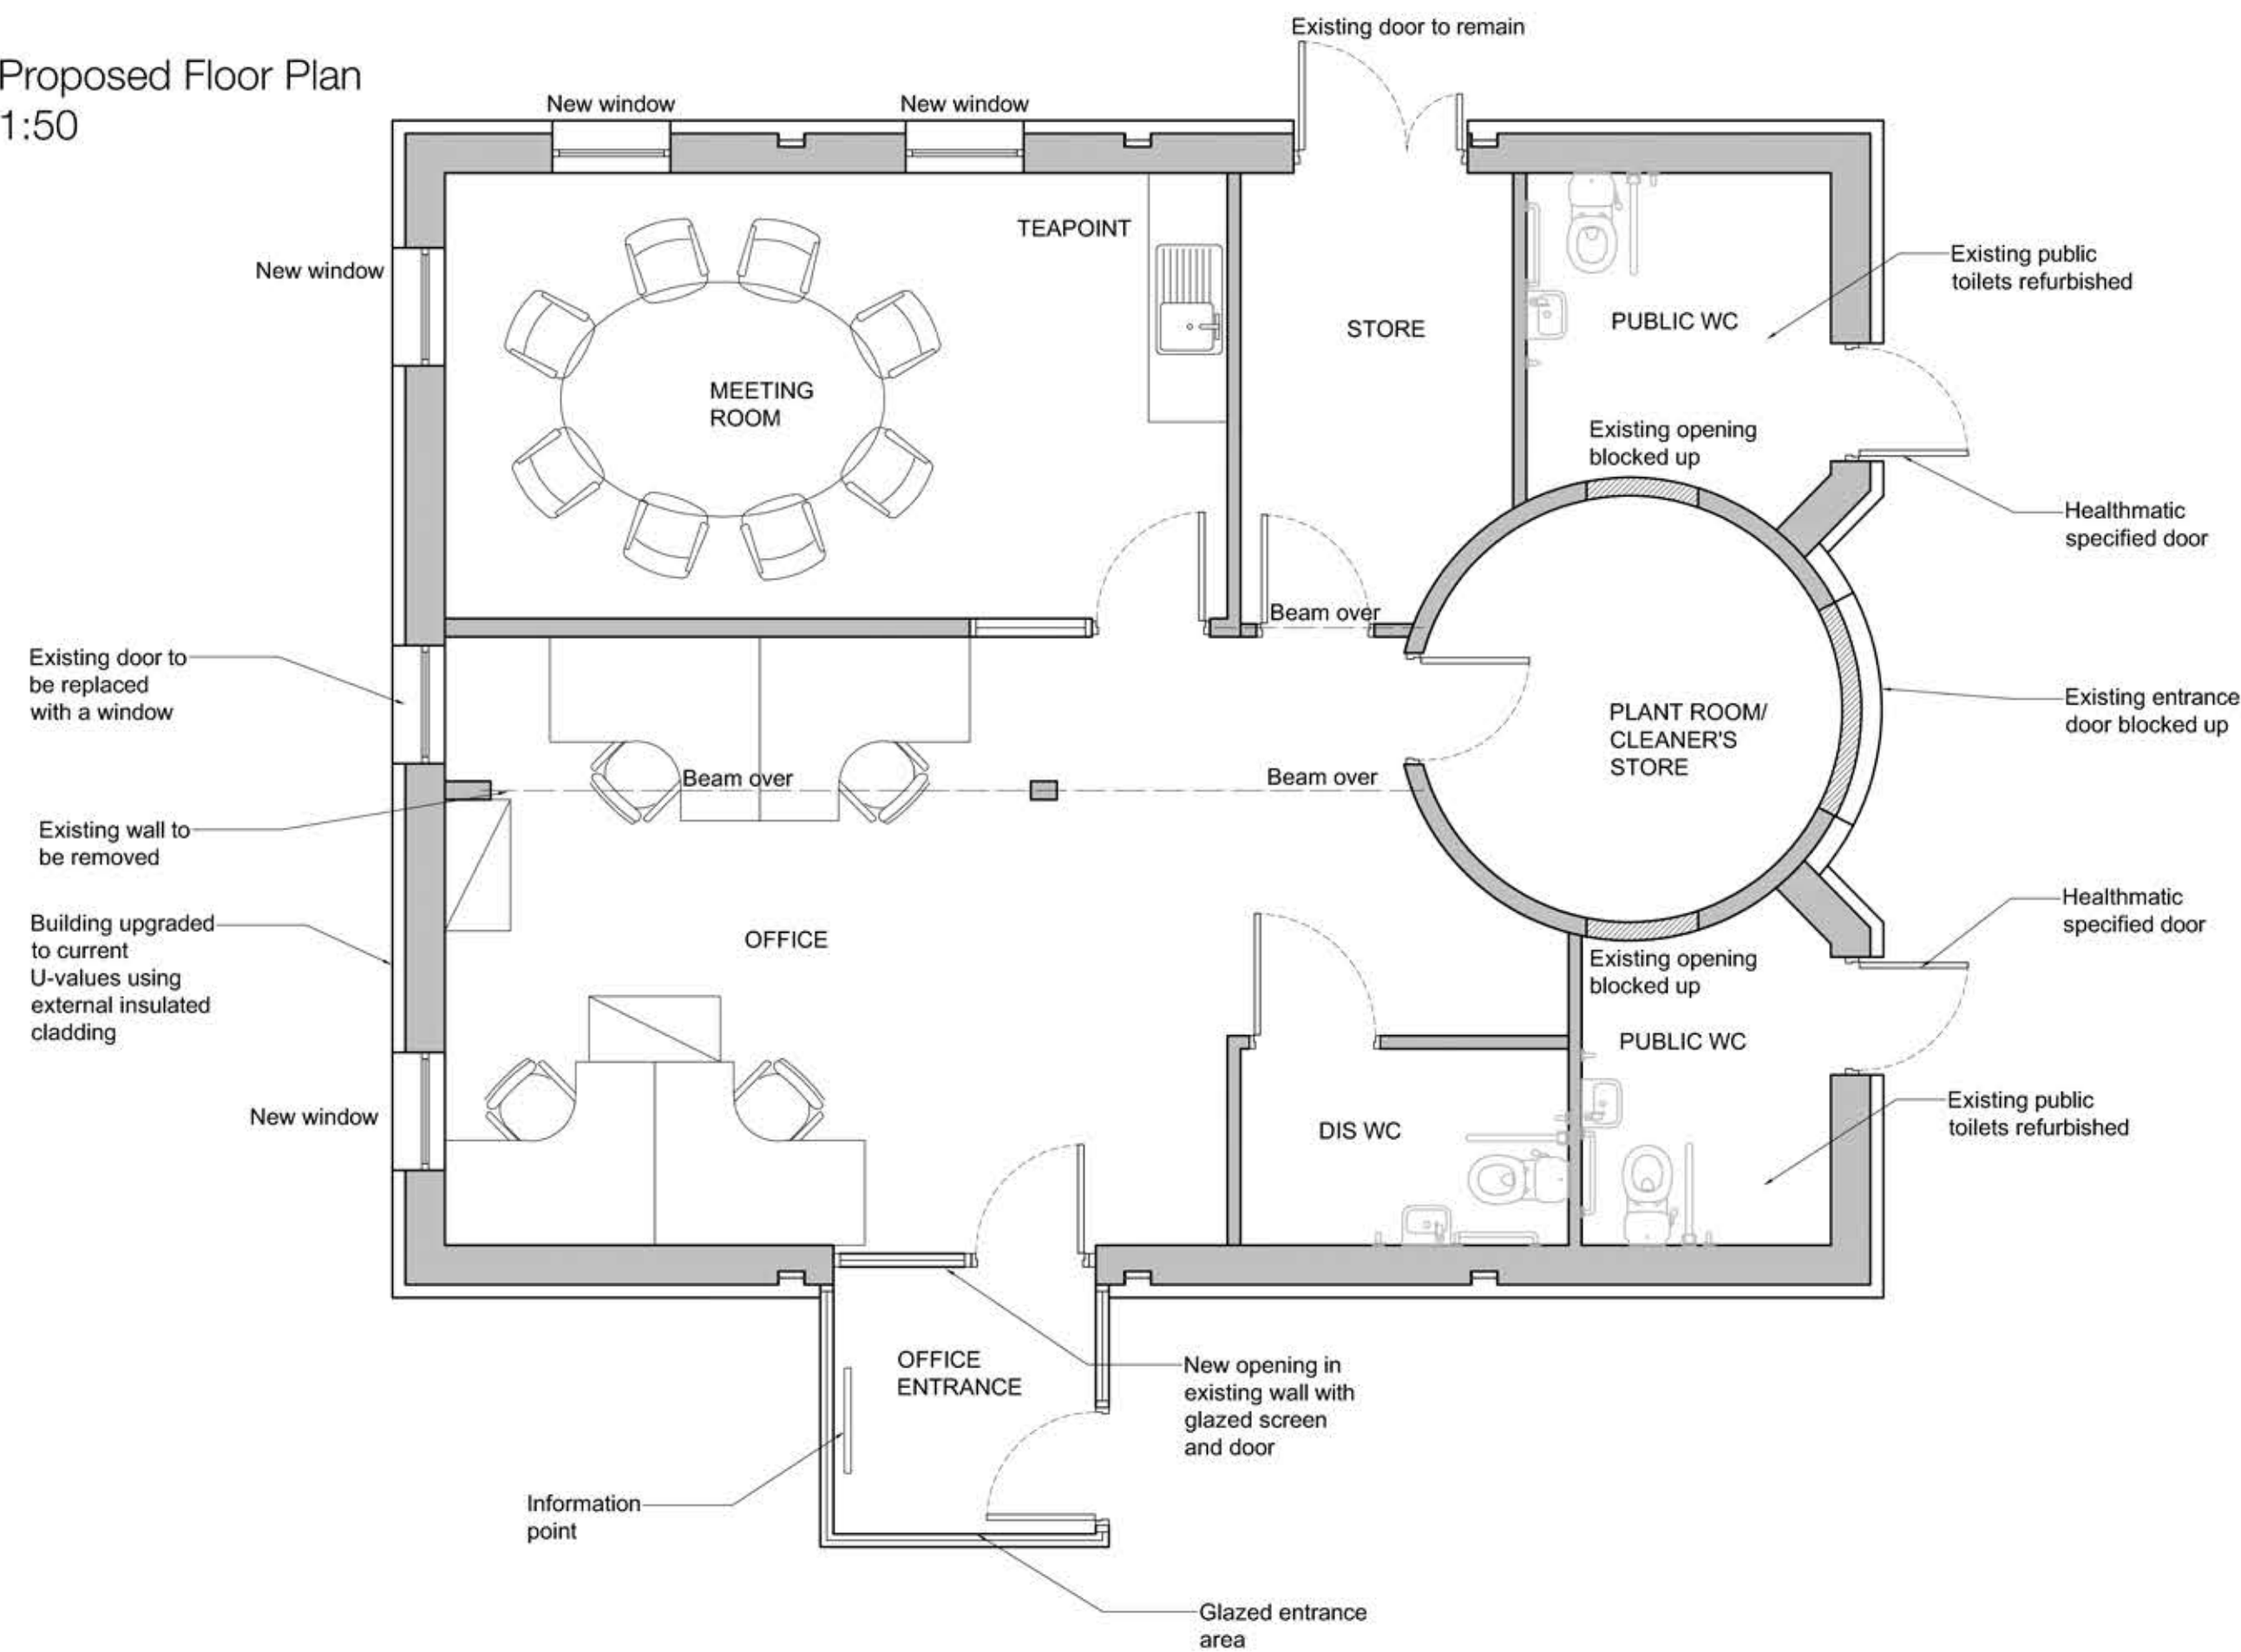 Proposed Floor Plan
1:50
Existing door to remain
New window
New window
New window
TEAPOINT
STORE
PUBLIC WC
Existing public
toilets refurbished
MEETING
ROOM
Existing opening
blocked up
Healthmatic
specified door
Beam over
Existing door to
be replaced
with a window
PLANT ROOM/
CLEANER'S
STORE
Existing entrance
door blocked up
Beam over
Beam over
Existing wall to
be removed
Building upgraded
to current
U-values using
external insulated
cladding
OFFICE
Healthmatic
specified door
Existing opening
blocked up
PUBLIC WC
New window
DIS WC
Existing public
toilets refurbished
OFFICE
ENTRANCE
New opening in
existing wall with
glazed screen
and door
Information
point
Glazed entrance
area